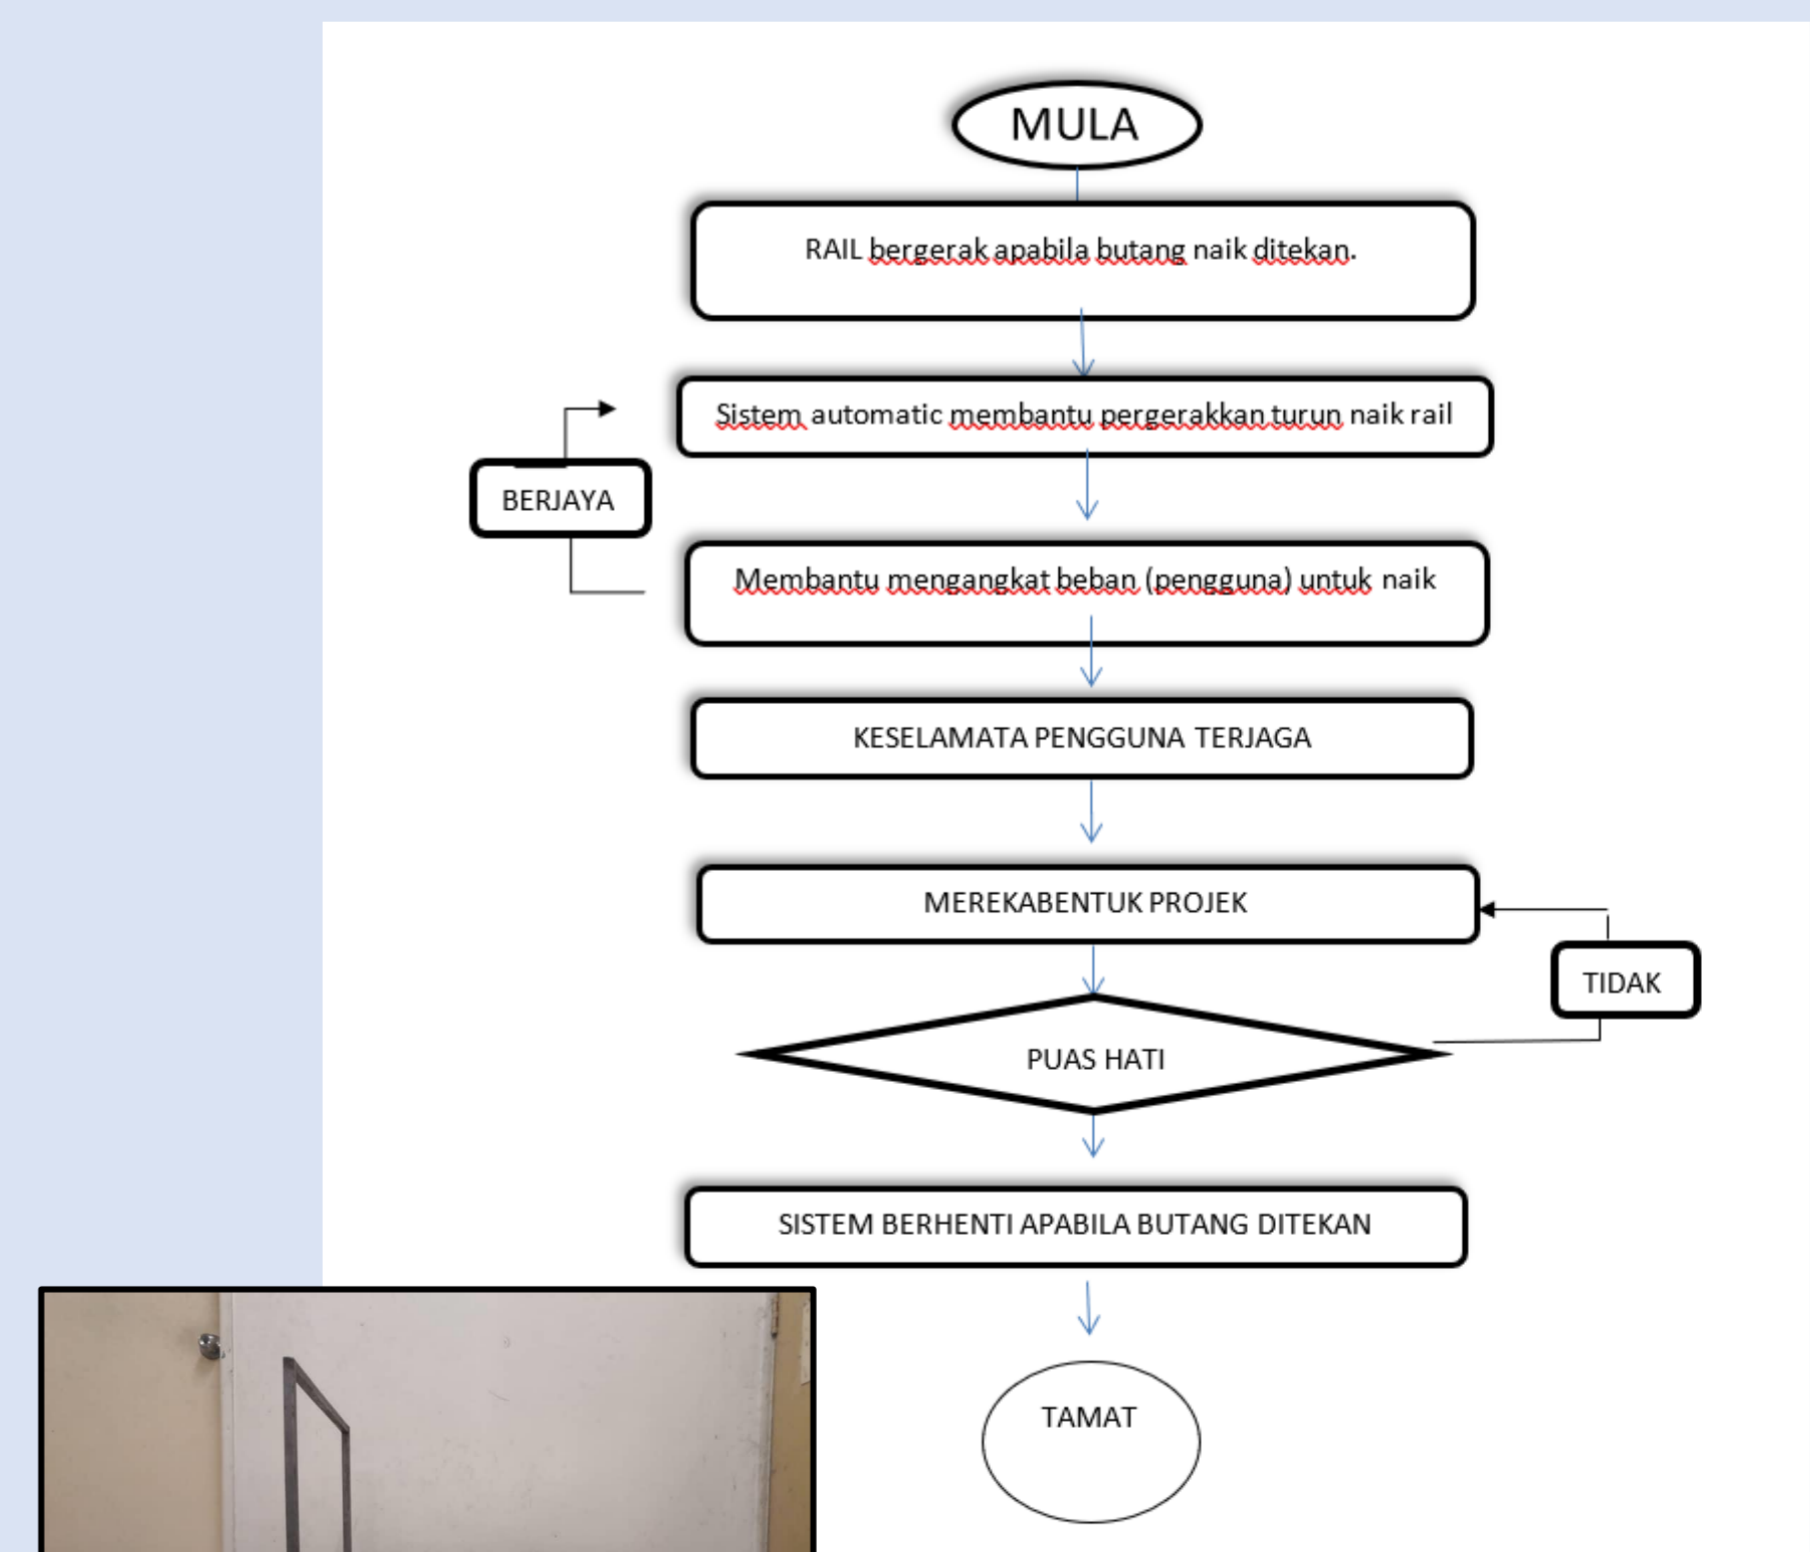 MULA
RAIL bergerak apabila butang naik ditekan.
Sistem automatic membantu pergerakkan turun naik rail
BERJAYA
Membantu mengangkat beban (pengguna) untuk naik
KESELAMATA PENGGUNA TERJAGA
MEREKABENTUK PROJEK
TIDAK
PUAS HATI
SISTEM BERHENTI APABILA BUTANG DITEKAN
TAMAT